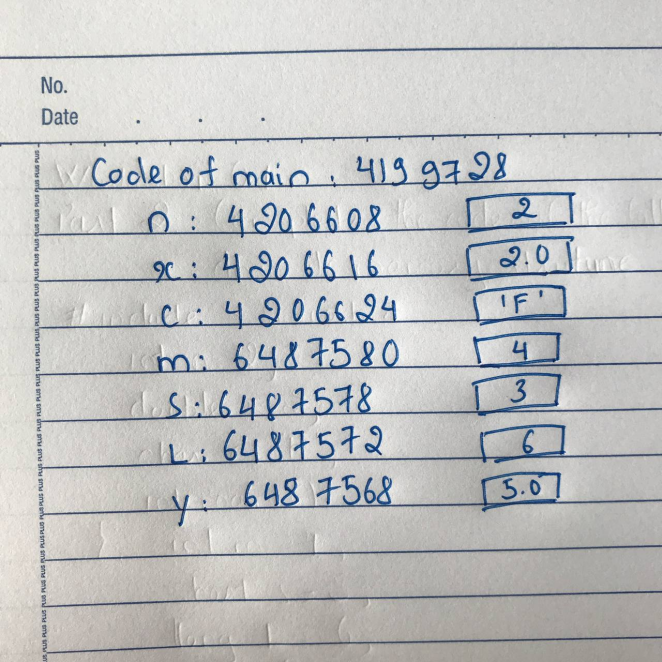 No.
Date
Code of main : 4199728
n : 4206608 2
x : 4206616 2.0
c : 4206624 'F'
m : 6487580 4
S : 6487578 3
L : 6487572 6
y : 6487568 5.0